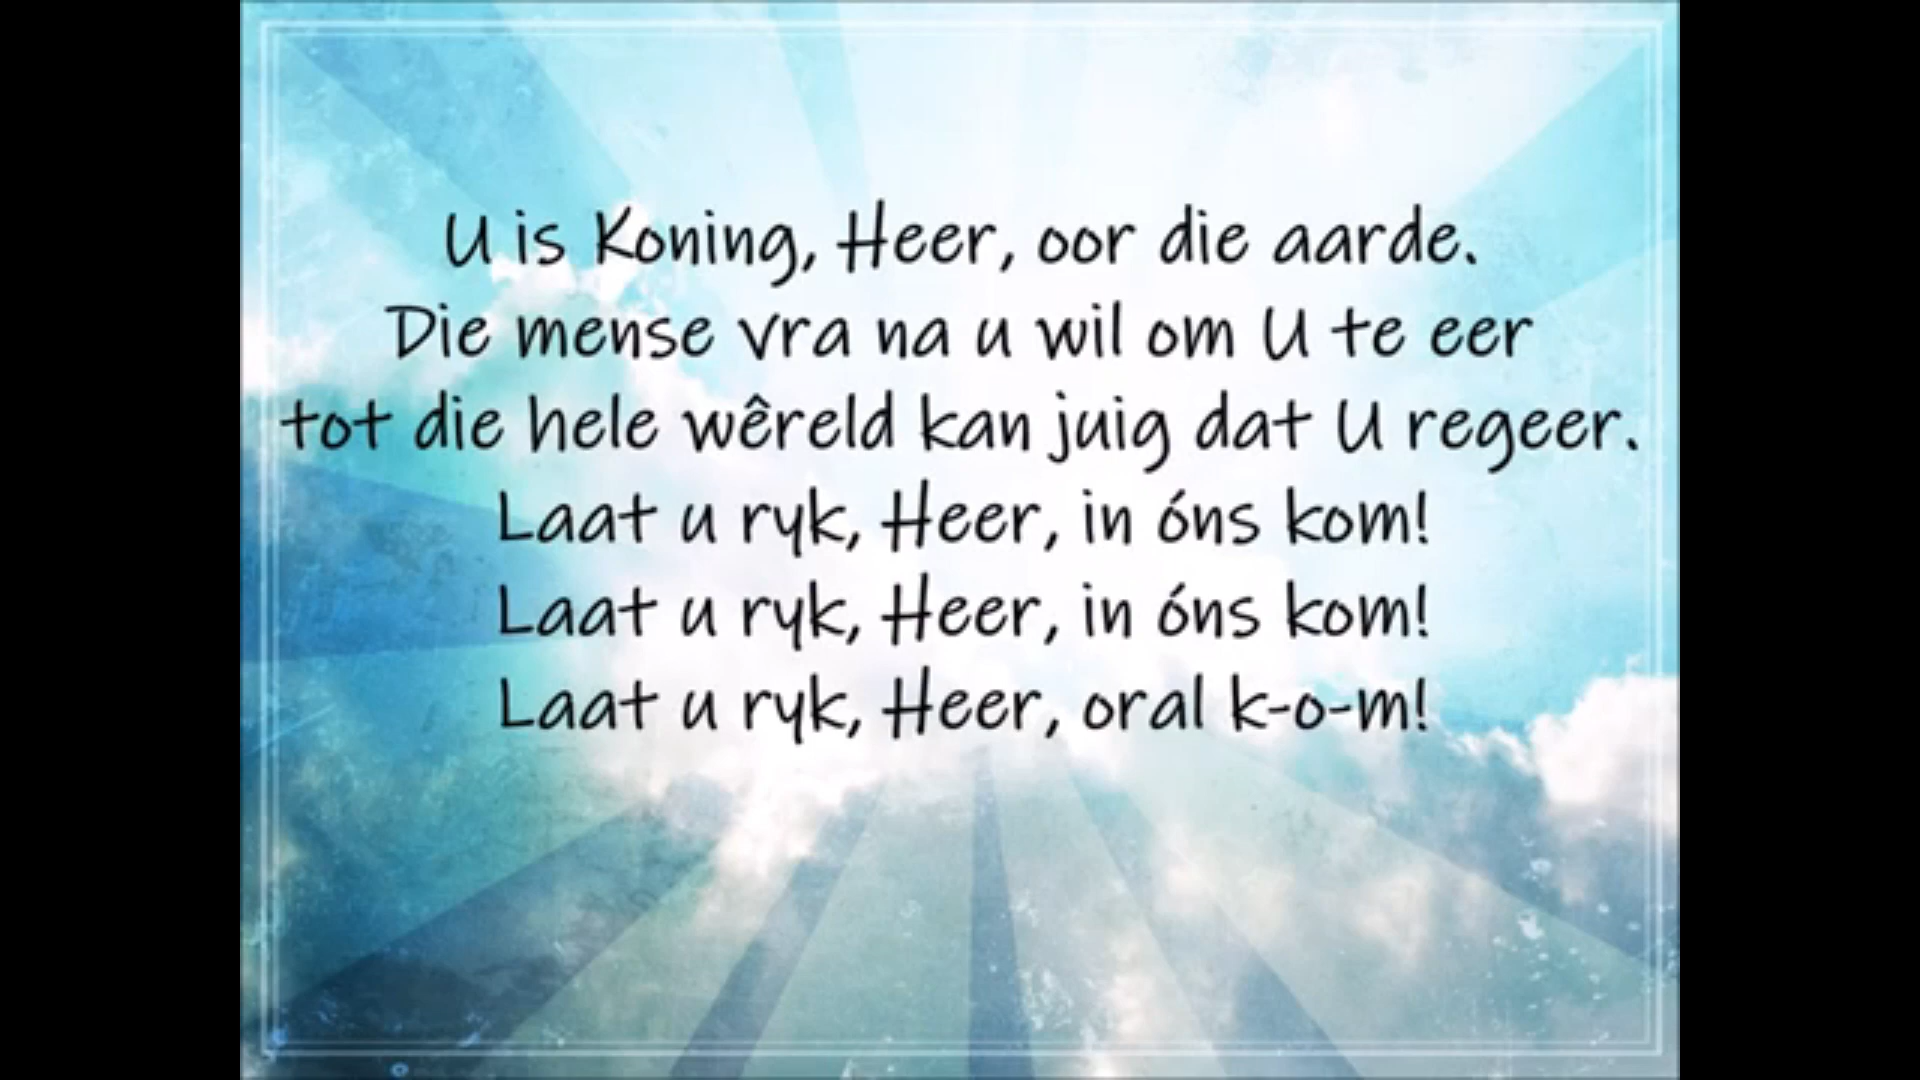 U is Koning, Heer, oor die aarde.
Die mense vra na u wil om U te eer
tot die hele wêreld kan juig dat U regeer.
Laat u ryk, Heer, in óns kom!
Laat u ryk, Heer, in óns kom!
Laat u ryk, Heer, oral k-o-m!